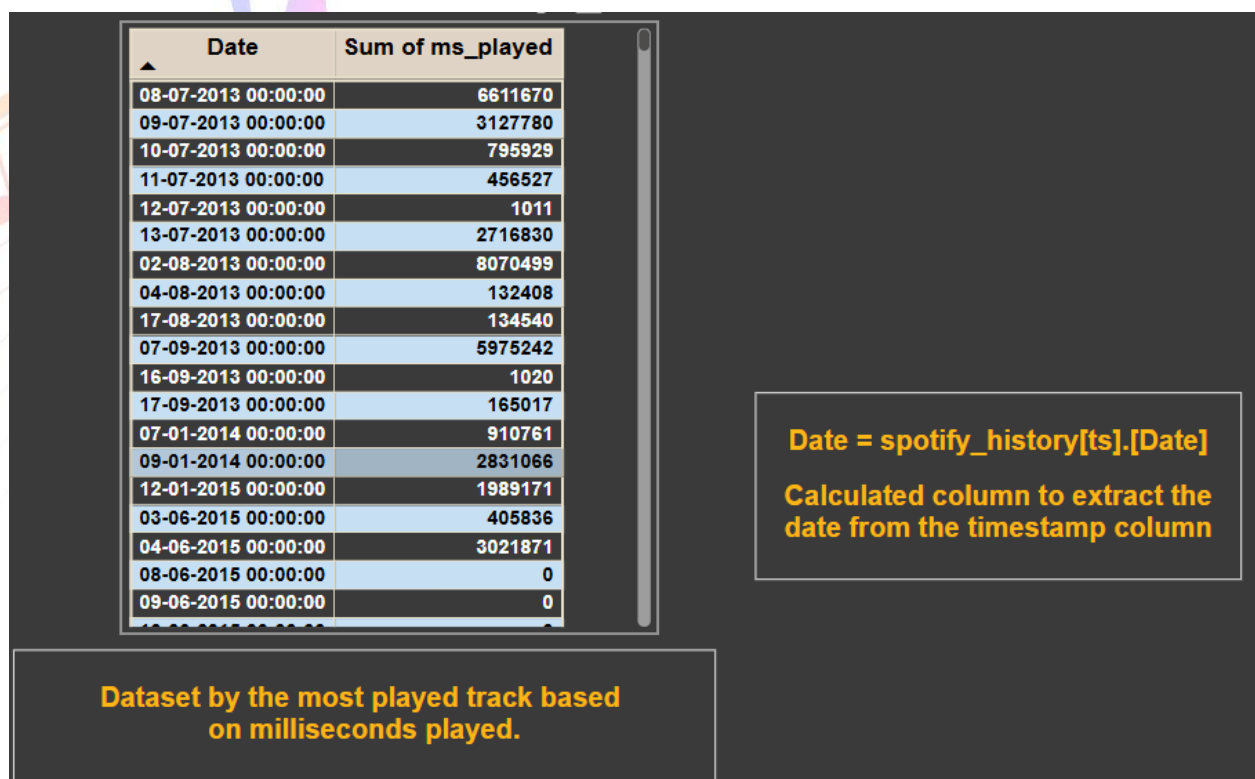 Date Sum of ms_played
08-07-2013 00:00:00 6611670
09-07-2013 00:00:00 3127780
10-07-2013 00:00:00 795929
11-07-2013 00:00:00 456527
12-07-2013 00:00:00 1011
13-07-2013 00:00:00 2716830
02-08-2013 00:00:00 8070499
04-08-2013 00:00:00 132408
17-08-2013 00:00:00 134540
07-09-2013 00:00:00 5975242
16-09-2013 00:00:00 1020
17-09-2013 00:00:00 165017
07-01-2014 00:00:00 910761
09-01-2014 00:00:00 2831066
12-01-2015 00:00:00 1989171
03-06-2015 00:00:00 405836
04-06-2015 00:00:00 3021871
08-06-2015 00:00:00 0
09-06-2015 00:00:00 0
Date = spotify_history[ts].[Date]
Calculated column to extract the
date from the timestamp column
Dataset by the most played track based
on milliseconds played.